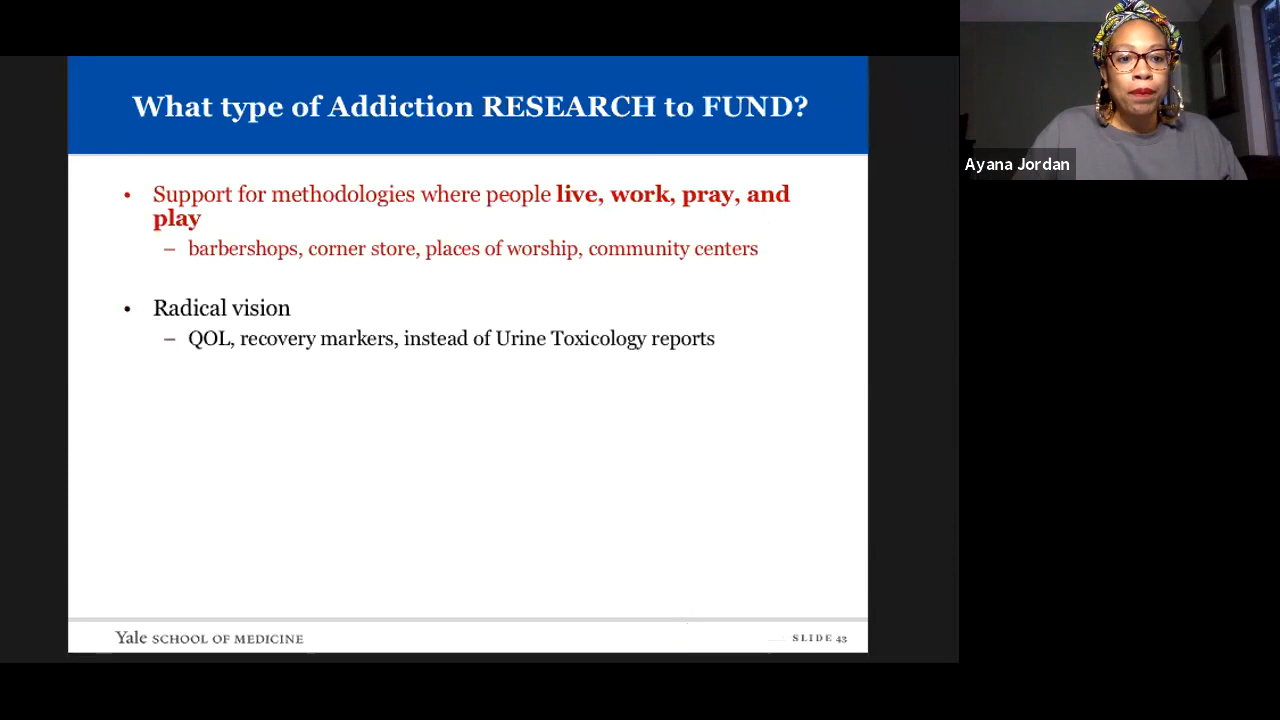 What type of Addiction RESEARCH to FUND?
• Support for methodologies where people live, work, pray, and
play
– barbershops, corner store, places of worship, community centers
• Radical vision
– QOL, recovery markers, instead of Urine Toxicology reports
Yale SCHOOL OF MEDICINE
SLIDE 43
Ayana Jordan